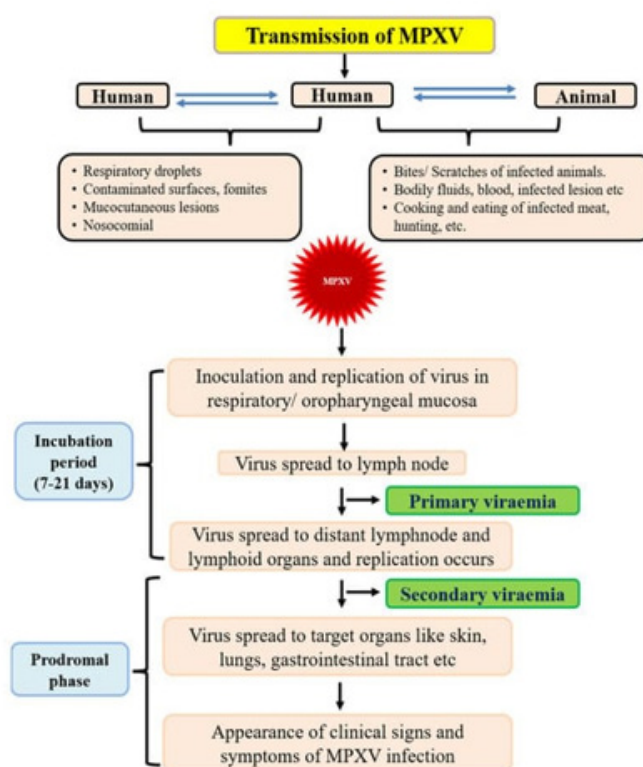 Transmission of MPXV
Human
Human
Animal
• Respiratory droplets
• Contaminated surfaces, fomites
• Mucocutaneous lesions
• Nosocomial
• Bites/ Scratches of infected animals.
• Bodily fluids, blood, infected lesion etc
• Cooking and eating of infected meat,
hunting, etc.
MPXV
Inoculation and replication of virus in
respiratory/ oropharyngeal mucosa
Incubation
period
(7-21 days)
Virus spread to lymph node
Primary viraemia
Virus spread to distant lymphnode and
lymphoid organs and replication occurs
Secondary viraemia
Virus spread to target organs like skin,
lungs, gastrointestinal tract etc
Prodromal
phase
Appearance of clinical signs and
symptoms of MPXV infection